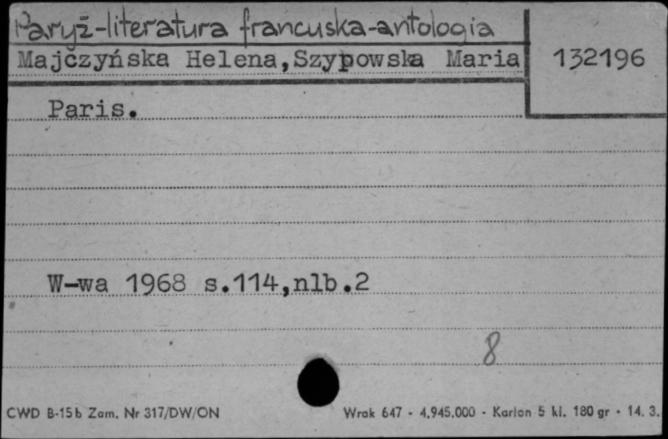 Paryż-literatura francuska-antologia
Majczyńska Helena,Szypowska Maria
132196
Paris.
W-wa 1968 s.114,nlb.2
8
CWD B-15b Zam. Nr 317/DW/ON
Wrak 647 - 4.945.000 - Karton 5 kl. 180 gr - 14. 3.